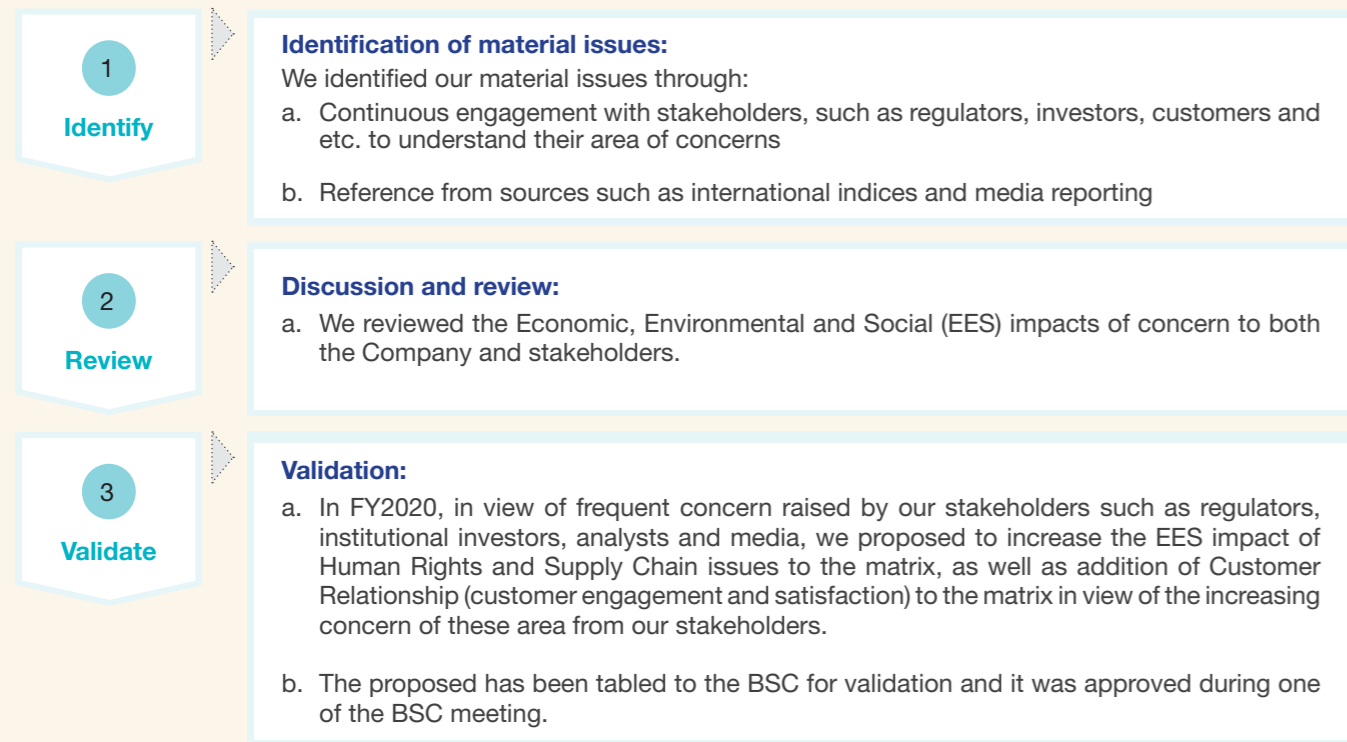 1
Identify
Identification of material issues:
We identified our material issues through:
a. Continuous engagement with stakeholders, such as regulators, investors, customers and
etc. to understand their area of concerns
b. Reference from sources such as international indices and media reporting
2
Review
Discussion and review:
a. We reviewed the Economic, Environmental and Social (EES) impacts of concern to both
the Company and stakeholders.
3
Validate
Validation:
a. In FY2020, in view of frequent concern raised by our stakeholders such as regulators,
institutional investors, analysts and media, we proposed to increase the EES impact of
Human Rights and Supply Chain issues to the matrix, as well as addition of Customer
Relationship (customer engagement and satisfaction) to the matrix in view of the increasing
concern of these area from our stakeholders.
b. The proposed has been tabled to the BSC for validation and it was approved during one
of the BSC meeting.